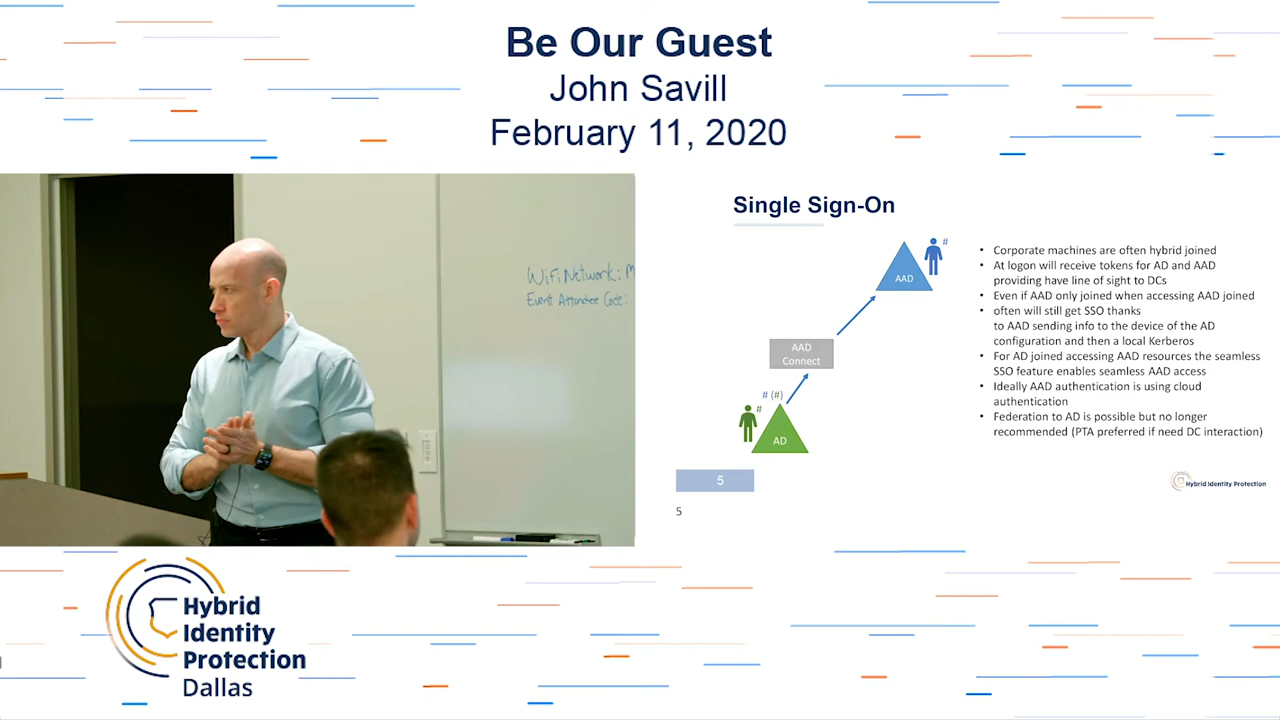 Be Our Guest
John Savill
February 11, 2020
WiFi Network: M
Event Attendee Code:
Single Sign-On
AAD
#
AAD
Connect
# (#)
#
AD
• Corporate machines are often hybrid joined
• At logon will receive tokens for AD and AAD
providing have line of sight to DCs
• Even if AAD only joined when accessing AAD joined
• often will still get SSO thanks
to AAD sending info to the device of the AD
configuration and then a local Kerberos
• For AD joined accessing AAD resources the seamless
SSO feature enables seamless AAD access
• Ideally AAD authentication is using cloud
authentication
• Federation to AD is possible but no longer
recommended (PTA preferred if need DC interaction)
5
5
Hybrid Identity Protection
Hybrid
Identity
Protection
Dallas